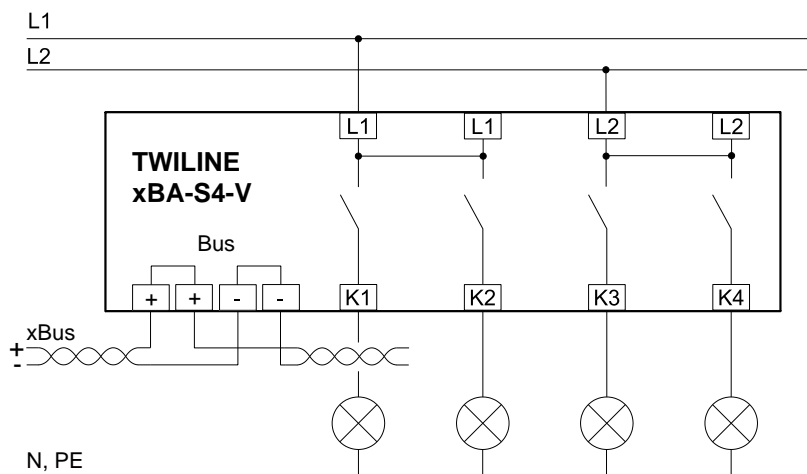 L1
L2
L1 L1 L2 L2
TWILINE
xBA-S4-V
Bus
+ + - - K1 K2 K3 K4
xBus
+
-
N, PE